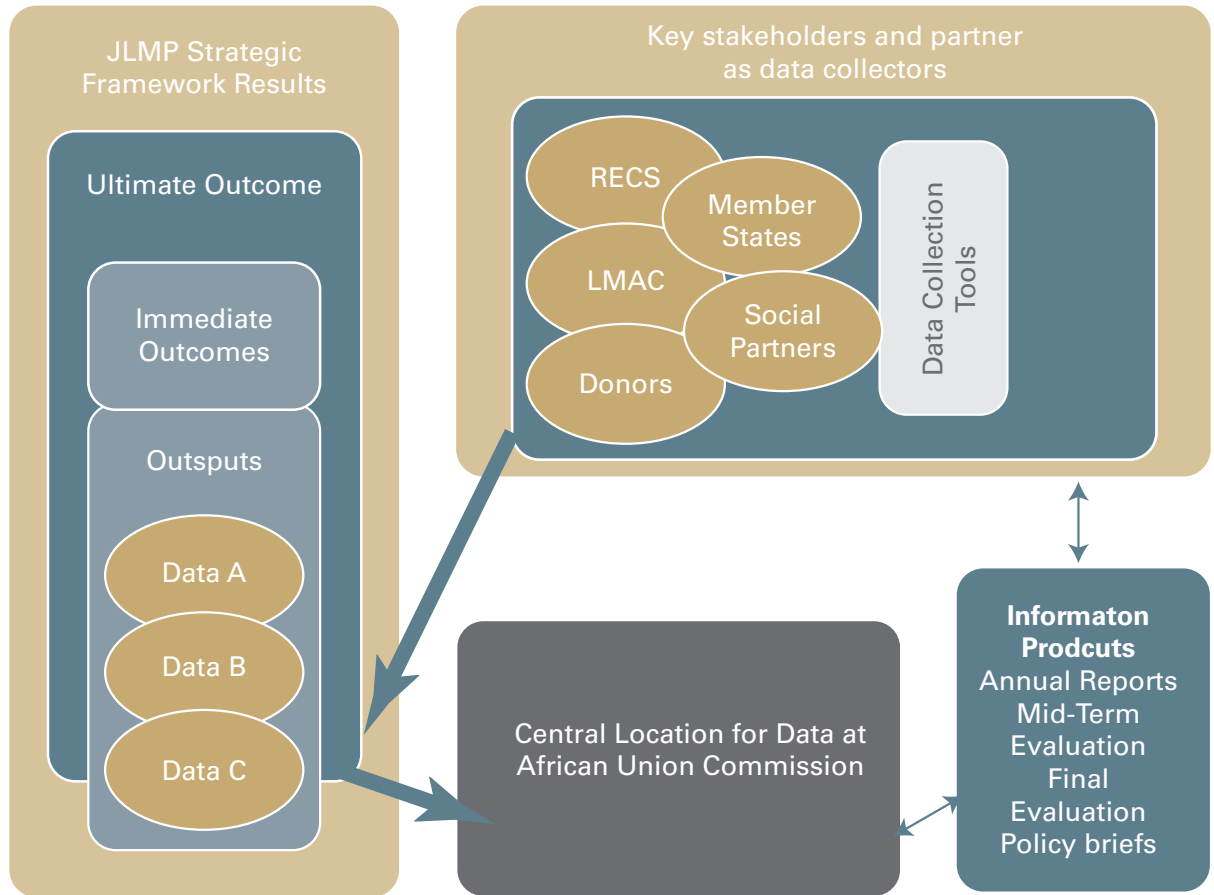 JLMP Strategic
Framework Results
Ultimate Outcome
Immediate
Outcomes
Outsputs
Data A
Data B
Data C
Key stakeholders and partner
as data collectors
RECS
Member
States
LMAC
Social
Partners
Donors
Data Collection
Tools
Central Location for Data at
African Union Commission
Informaton
Prodcuts
Annual Reports
Mid-Term
Evaluation
Final
Evaluation
Policy briefs